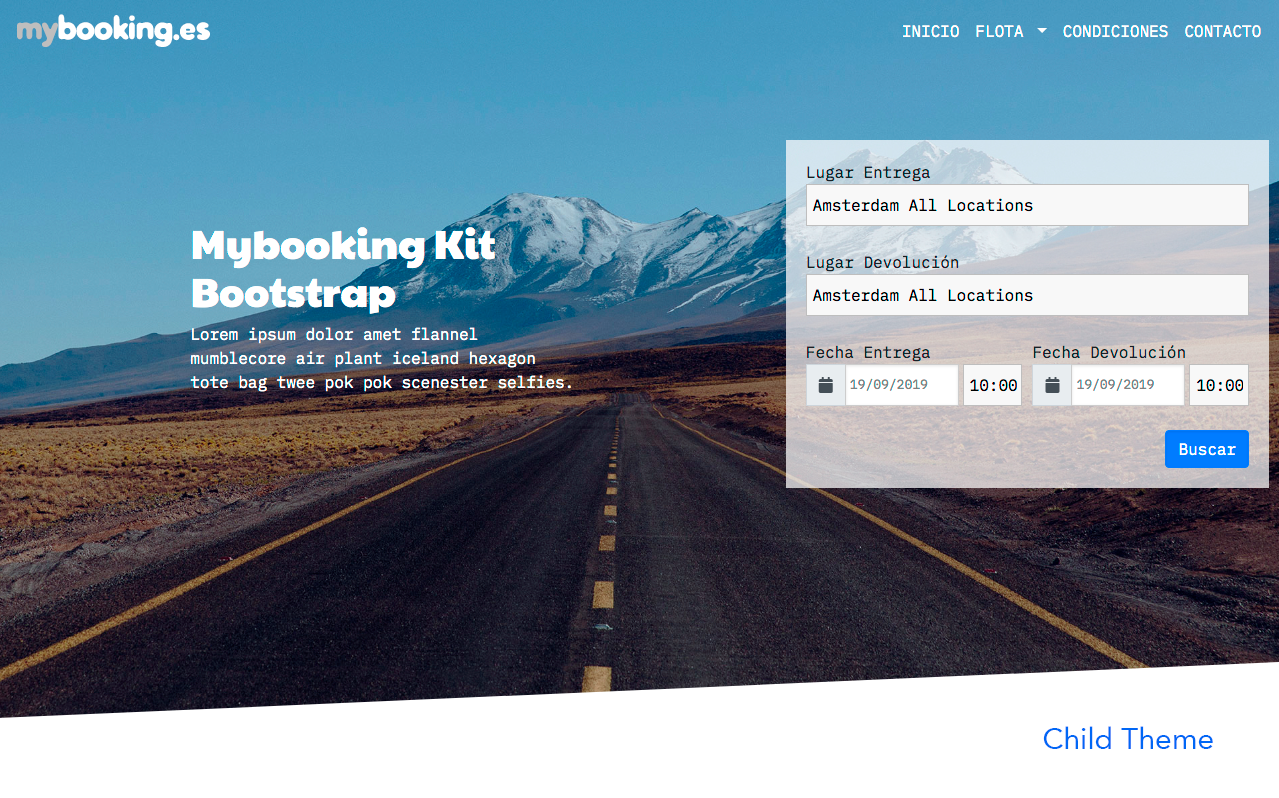 mybooking.es
INICIO FLOTA CONDICIONES CONTACTO
Lugar Entrega
Amsterdam All Locations
Mybooking Kit
Bootstrap
Lorem ipsum dolor amet flannel
mumblecore air plant iceland hexagon
tote bag twee pok pok scenester selfies.
Lugar Devolución
Amsterdam All Locations
Fecha Entrega Fecha Devolución
19/09/2019 10:00 19/09/2019 10:00
Buscar
Child Theme